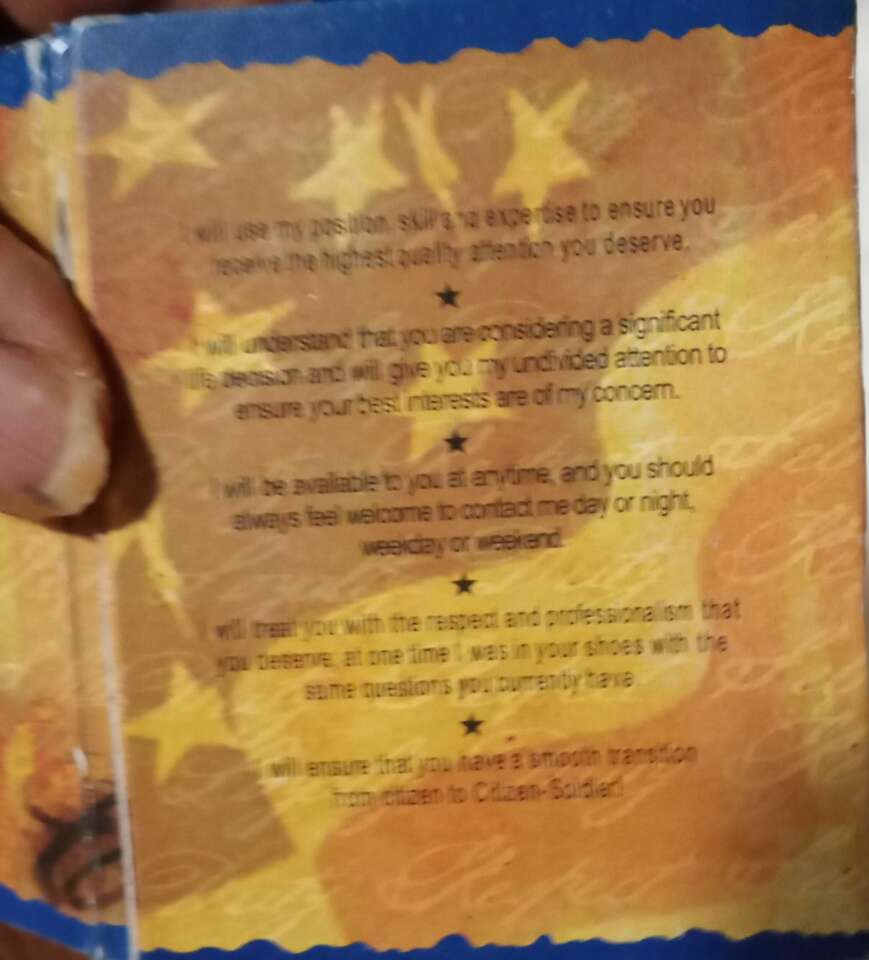 I will use my position, skill and expertise to ensure you
receive the highest quality attention you deserve.
I will understand that you are considering a significant
life decision and will give you my undivided attention to
ensure your best interests are of my concern.
I will be available to you at anytime, and you should
always feel welcome to contact me day or night,
weekday or weekend.
I will treat you with the respect and professionalism that
you deserve; at one time I was in your shoes with the
same questions you currently have
I will ensure that you have a smooth transition
from citizen to Citizen-Soldier!